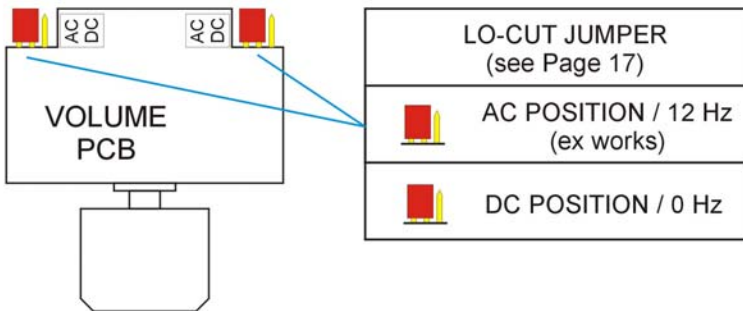 AC
DC
AC
DC
VOLUME
PCB
LO-CUT JUMPER
(see Page 17)
AC POSITION / 12 Hz
(ex works)
DC POSITION / 0 Hz